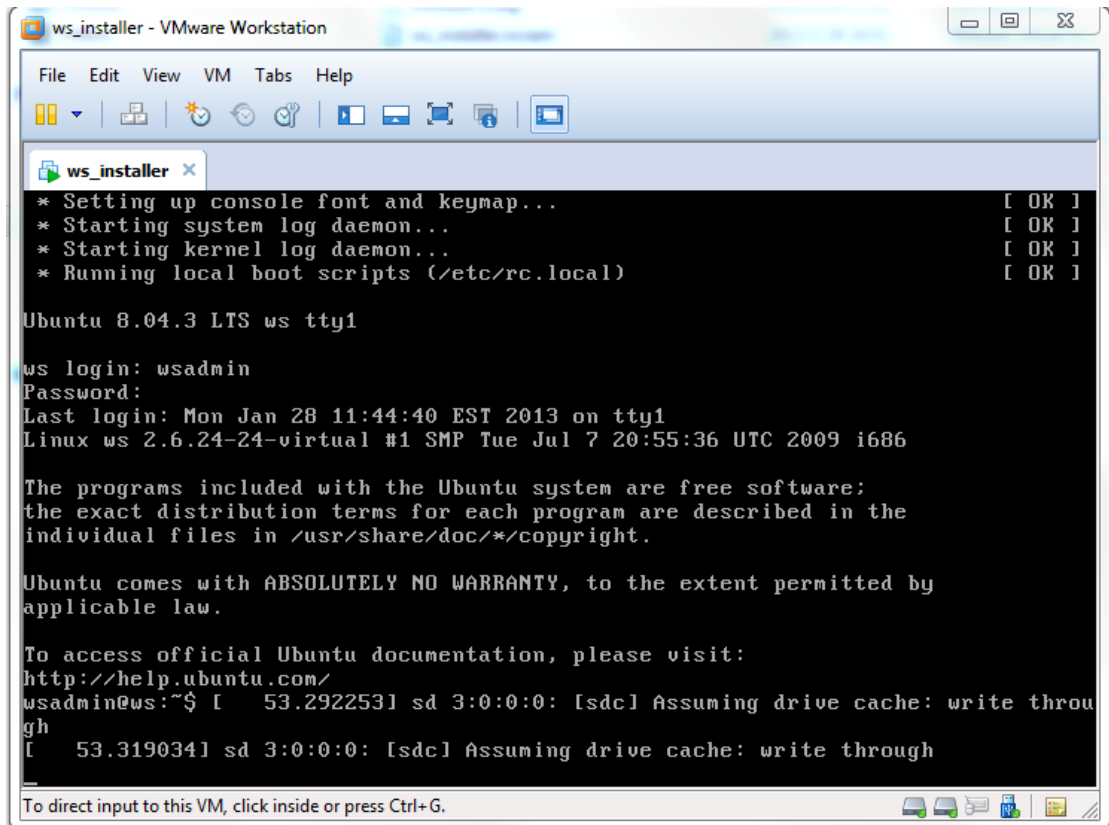 ws_installer - VMware Workstation
File Edit View VM Tabs Help
ws_installer
* Setting up console font and keymap... [ OK ]
* Starting system log daemon... [ OK ]
* Starting kernel log daemon... [ OK ]
* Running local boot scripts (/etc/rc.local) [ OK ]
Ubuntu 8.04.3 LTS ws tty1
ws login: wsadmin
Password:
Last login: Mon Jan 28 11:44:40 EST 2013 on tty1
Linux ws 2.6.24-24-virtual #1 SMP Tue Jul 7 20:55:36 UTC 2009 i686
The programs included with the Ubuntu system are free software;
the exact distribution terms for each program are described in the
individual files in /usr/share/doc/*/copyright.
Ubuntu comes with ABSOLUTELY NO WARRANTY, to the extent permitted by
applicable law.
To access official Ubuntu documentation, please visit:
http://help.ubuntu.com/
wsadmin@ws:~$ [   53.292253] sd 3:0:0:0: [sdc] Assuming drive cache: write throu
gh
[   53.319034] sd 3:0:0:0: [sdc] Assuming drive cache: write through
_
To direct input to this VM, click inside or press Ctrl+G.